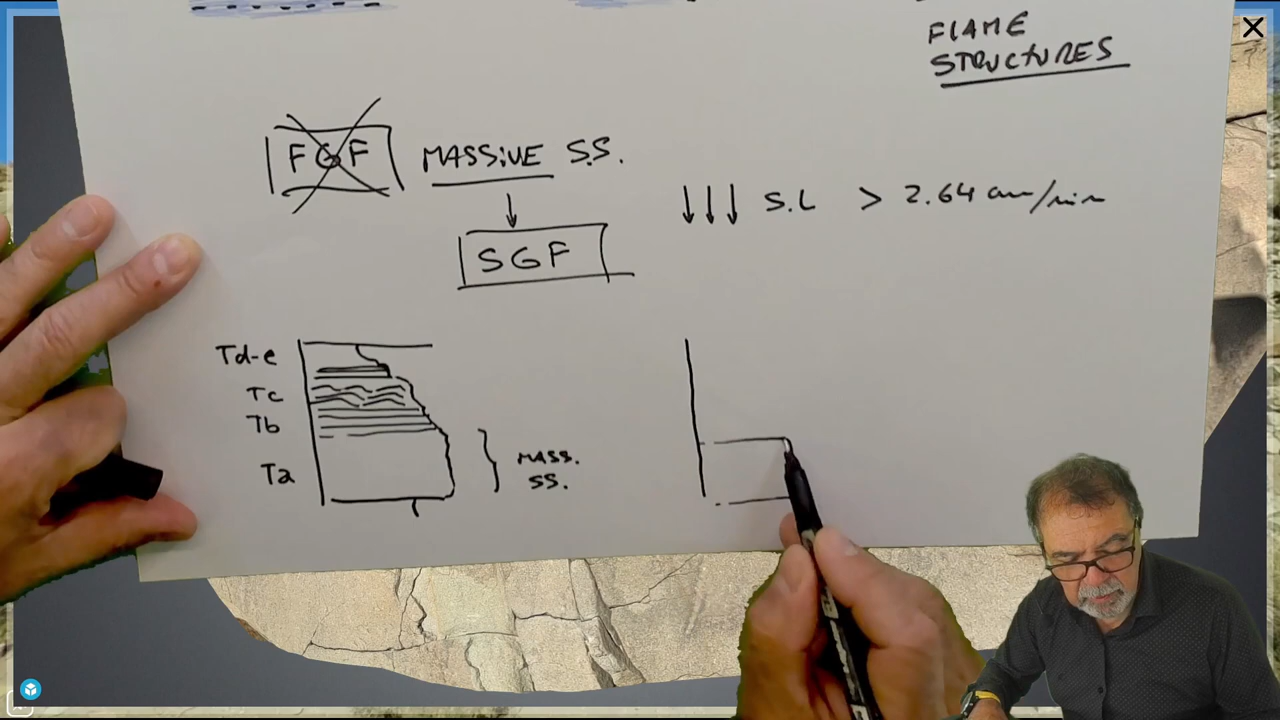 FLAME
STRUCTURES
FGF MASSIVE S.S.
↓↓↓ S.L > 2.64 cm/min
SGF
Td-e
Tc
Tb
Ta
MASS.
SS.